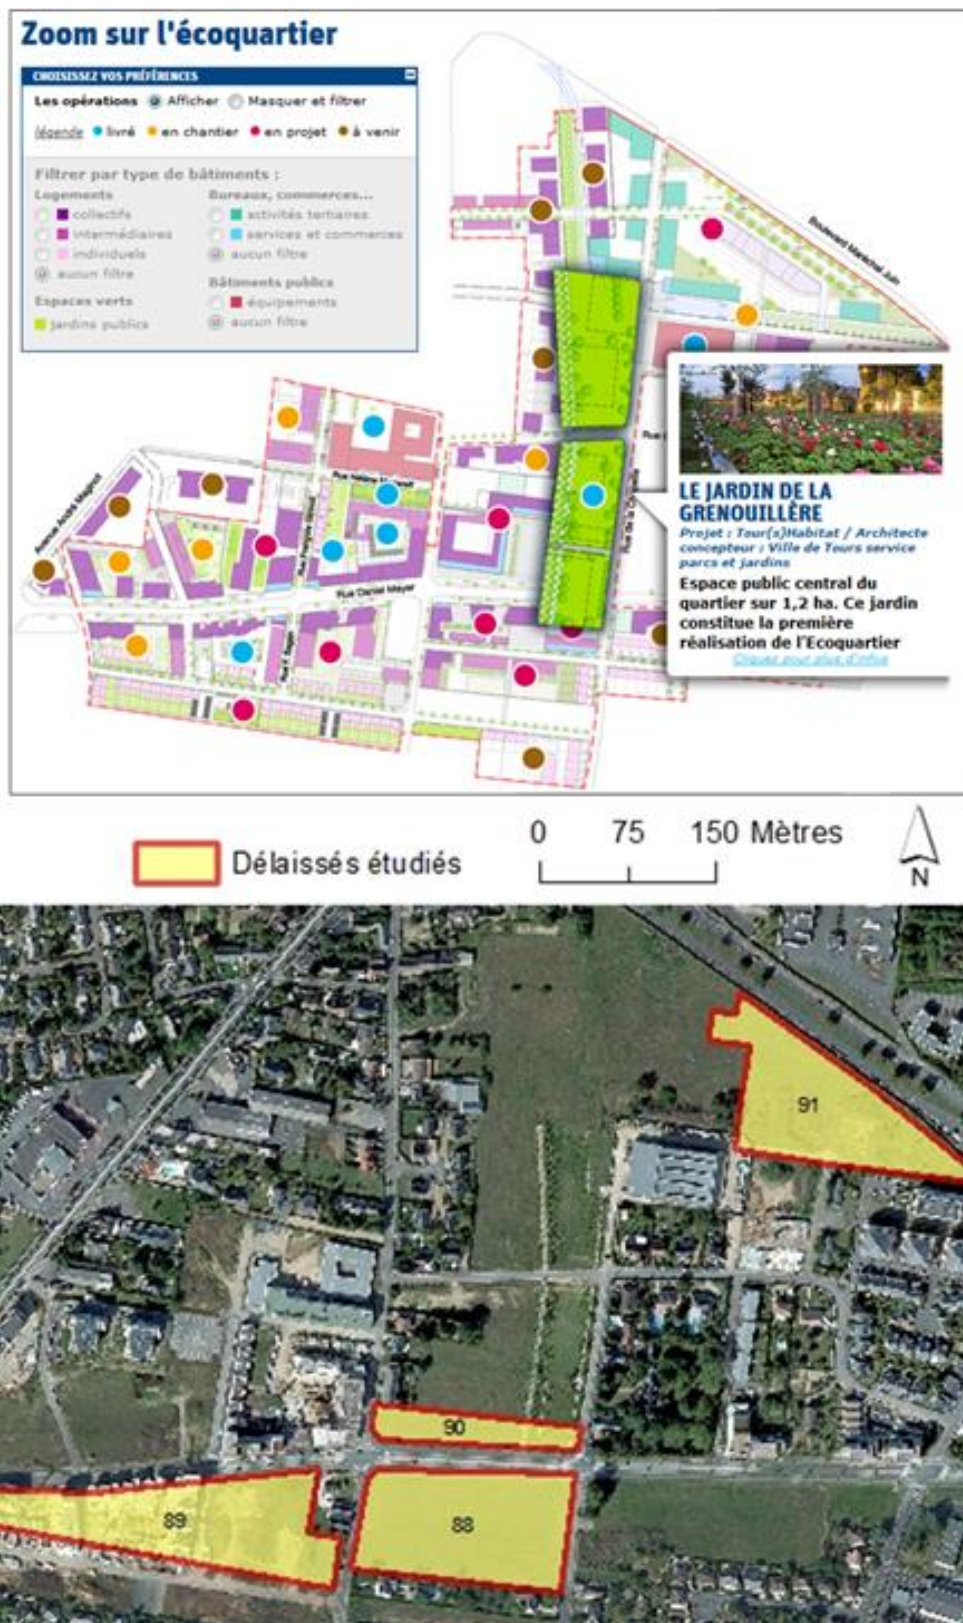 Zoom sur l'écoquartier
CHOISISSEZ VOS PRÉFÉRENCES
Les opérations Afficher Masquer et filtrer
légende livré en chantier en projet à venir
Filtrer par type de bâtiments :
Logements
collectifs
intermédiaires
individuels
aucun filtre
Espaces verts
jardins publics
Bureaux, commerces...
activités tertiaires
services et commerces
aucun filtre
Bâtiments publics
équipements
aucun filtre
Boulevard Maréchal Juin
Avenue André Maginot
Rue Daniel Mayer
Rue de la
LE JARDIN DE LA
GRENOUILLÈRE
Projet : Tour(s)Habitat / Architecte
concepteur : Ville de Tours service
parcs et jardins
Espace public central du
quartier sur 1,2 ha. Ce jardin
constitue la première
réalisation de l'Ecoquartier
Cliquez pour plus d'infos
Délaissés étudiés
0 75 150 Mètres
N
91
90
89
88